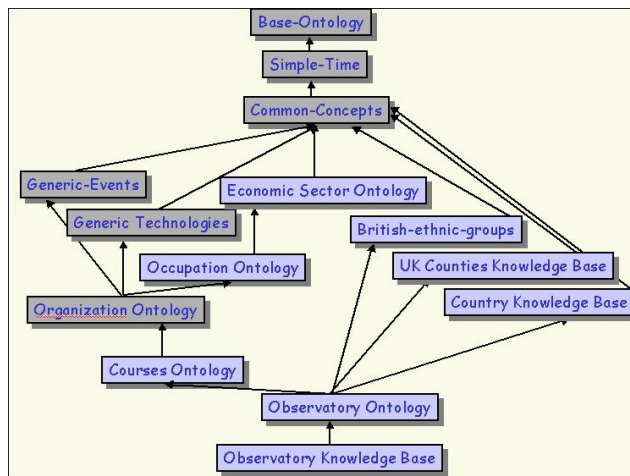 Base-Ontology
Simple-Time
Common-Concepts
Generic-Events
Economic Sector Ontology
Generic Technologies
British-ethnic-groups
Occupation Ontology
UK Counties Knowledge Base
Country Knowledge Base
Organization Ontology
Courses Ontology
Observatory Ontology
Observatory Knowledge Base